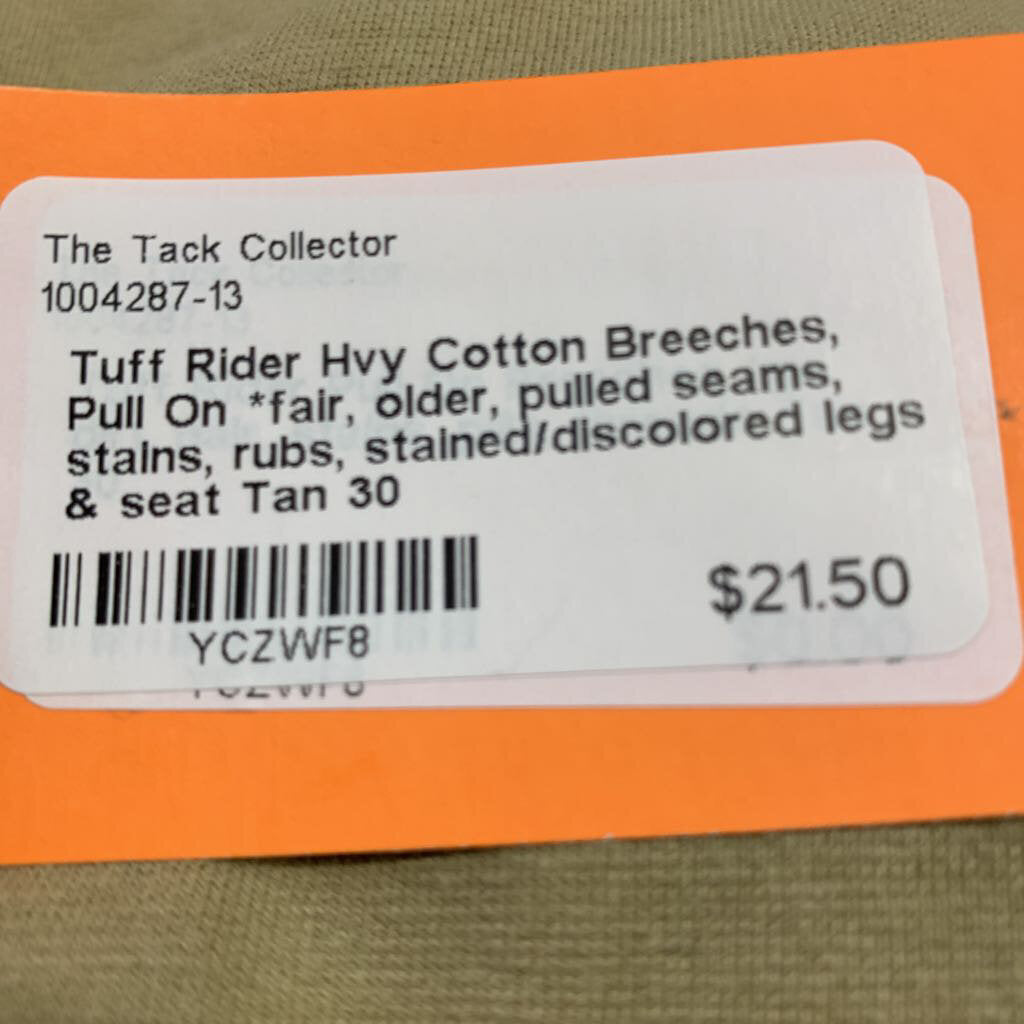 The Tack Collector
1004287-13
Tuff Rider Hvy Cotton Breeches,
Pull On *fair, older, pulled seams,
stains, rubs, stained/discolored legs
& seat Tan 30
$21.50
YCZWF8
YCZWF8